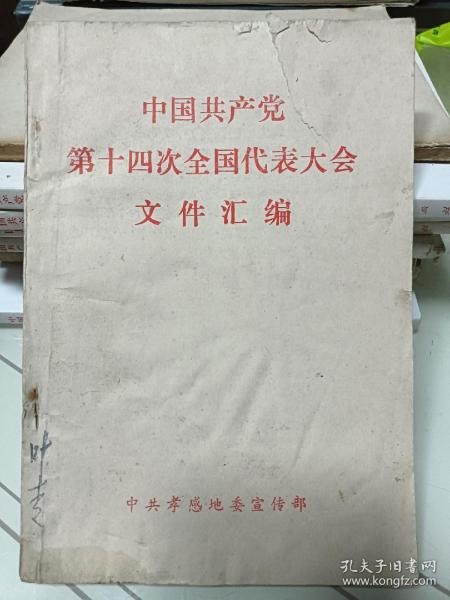 中国共产党
第十四次全国代表大会
文件汇编
叶
中共孝感地委宣传部
孔夫子旧书网
www.kongfz.com